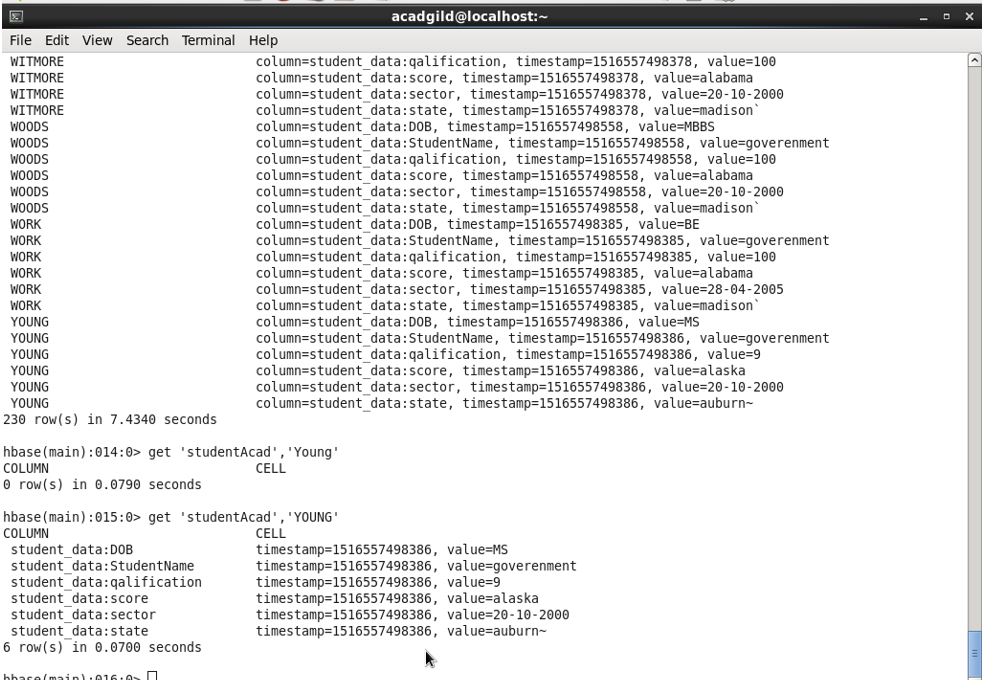 acadgild@localhost:~
File Edit View Search Terminal Help
WITMORE column=student_data:qalification, timestamp=1516557498378, value=100
WITMORE column=student_data:score, timestamp=1516557498378, value=alabama
WITMORE column=student_data:sector, timestamp=1516557498378, value=20-10-2000
WITMORE column=student_data:state, timestamp=1516557498378, value=madison`
WOODS column=student_data:DOB, timestamp=1516557498558, value=MBBS
WOODS column=student_data:StudentName, timestamp=1516557498558, value=goverenment
WOODS column=student_data:qalification, timestamp=1516557498558, value=100
WOODS column=student_data:score, timestamp=1516557498558, value=alabama
WOODS column=student_data:sector, timestamp=1516557498558, value=20-10-2000
WOODS column=student_data:state, timestamp=1516557498558, value=madison`
WORK column=student_data:DOB, timestamp=1516557498385, value=BE
WORK column=student_data:StudentName, timestamp=1516557498385, value=goverenment
WORK column=student_data:qalification, timestamp=1516557498385, value=100
WORK column=student_data:score, timestamp=1516557498385, value=alabama
WORK column=student_data:sector, timestamp=1516557498385, value=28-04-2005
WORK column=student_data:state, timestamp=1516557498385, value=madison`
YOUNG column=student_data:DOB, timestamp=1516557498386, value=MS
YOUNG column=student_data:StudentName, timestamp=1516557498386, value=goverenment
YOUNG column=student_data:qalification, timestamp=1516557498386, value=9
YOUNG column=student_data:score, timestamp=1516557498386, value=alaska
YOUNG column=student_data:sector, timestamp=1516557498386, value=20-10-2000
YOUNG column=student_data:state, timestamp=1516557498386, value=auburn~
230 row(s) in 7.4340 seconds
hbase(main):014:0> get 'studentAcad','Young'
COLUMN CELL
0 row(s) in 0.0790 seconds
hbase(main):015:0> get 'studentAcad','YOUNG'
COLUMN CELL
student_data:DOB timestamp=1516557498386, value=MS
student_data:StudentName timestamp=1516557498386, value=goverenment
student_data:qalification timestamp=1516557498386, value=9
student_data:score timestamp=1516557498386, value=alaska
student_data:sector timestamp=1516557498386, value=20-10-2000
student_data:state timestamp=1516557498386, value=auburn~
6 row(s) in 0.0700 seconds
hbase(main):016:0>